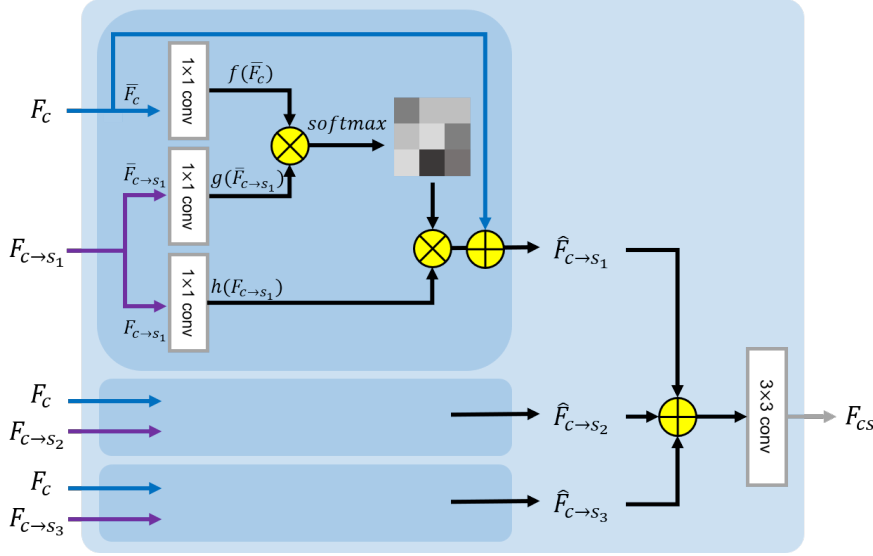 F_c
F̅_c
1×1 conv
f(F̅_c)
softmax
F_{c→s_1}
F̅_{c→s_1}
1×1 conv
g(F̅_{c→s_1})
F_{c→s_1}
1×1 conv
h(F_{c→s_1})
F̂_{c→s_1}
F_c
F_{c→s_2}
F̂_{c→s_2}
3×3 conv
F_{cs}
F_c
F_{c→s_3}
F̂_{c→s_3}